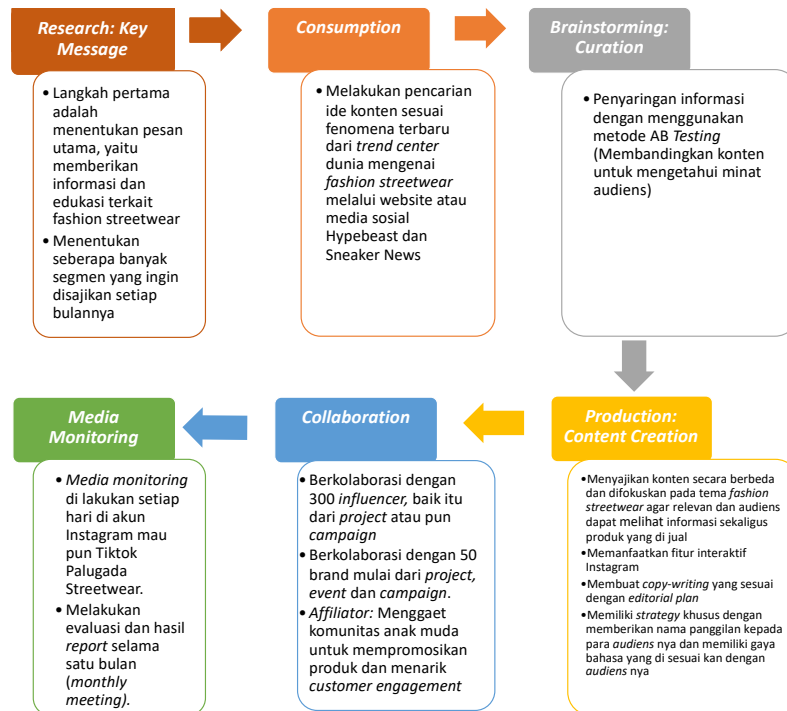 Research: Key
Message
• Langkah pertama
adalah
menentukan pesan
utama, yaitu
memberikan
informasi dan
edukasi terkait
fashion streetwear
• Menentukan
seberapa banyak
segmen yang ingin
disajikan setiap
bulannya
Consumption
• Melakukan pencarian
ide konten sesuai
fenomena terbaru
dari trend center
dunia mengenai
fashion streetwear
melalui website atau
media sosial
Hypebeast dan
Sneaker News
Brainstorming:
Curation
• Penyaringan informasi
dengan menggunakan
metode AB Testing
(Membandingkan konten
untuk mengetahui minat
audiens)
Production:
Content Creation
• Menyajikan konten secara berbeda
dan difokuskan pada tema fashion
streetwear agar relevan dan audiens
dapat melihat informasi sekaligus
produk yang di jual
• Memanfaatkan fitur interaktif
Instagram
• Membuat copy-writing yang sesuai
dengan editorial plan
• Memiliki strategy khusus dengan
memberikan nama panggilan kepada
para audiens nya dan memiliki gaya
bahasa yang di sesuai kan dengan
audiens nya
Collaboration
• Berkolaborasi dengan
300 influencer, baik itu
dari project atau pun
campaign
• Berkolaborasi dengan 50
brand mulai dari project,
event dan campaign.
• Affiliator: Menggaet
komunitas anak muda
untuk mempromosikan
produk dan menarik
customer engagement
Media
Monitoring
• Media monitoring
di lakukan setiap
hari di akun
Instagram mau
pun Tiktok
Palugada
Streetwear.
• Melakukan
evaluasi dan hasil
report selama
satu bulan
(monthly
meeting).